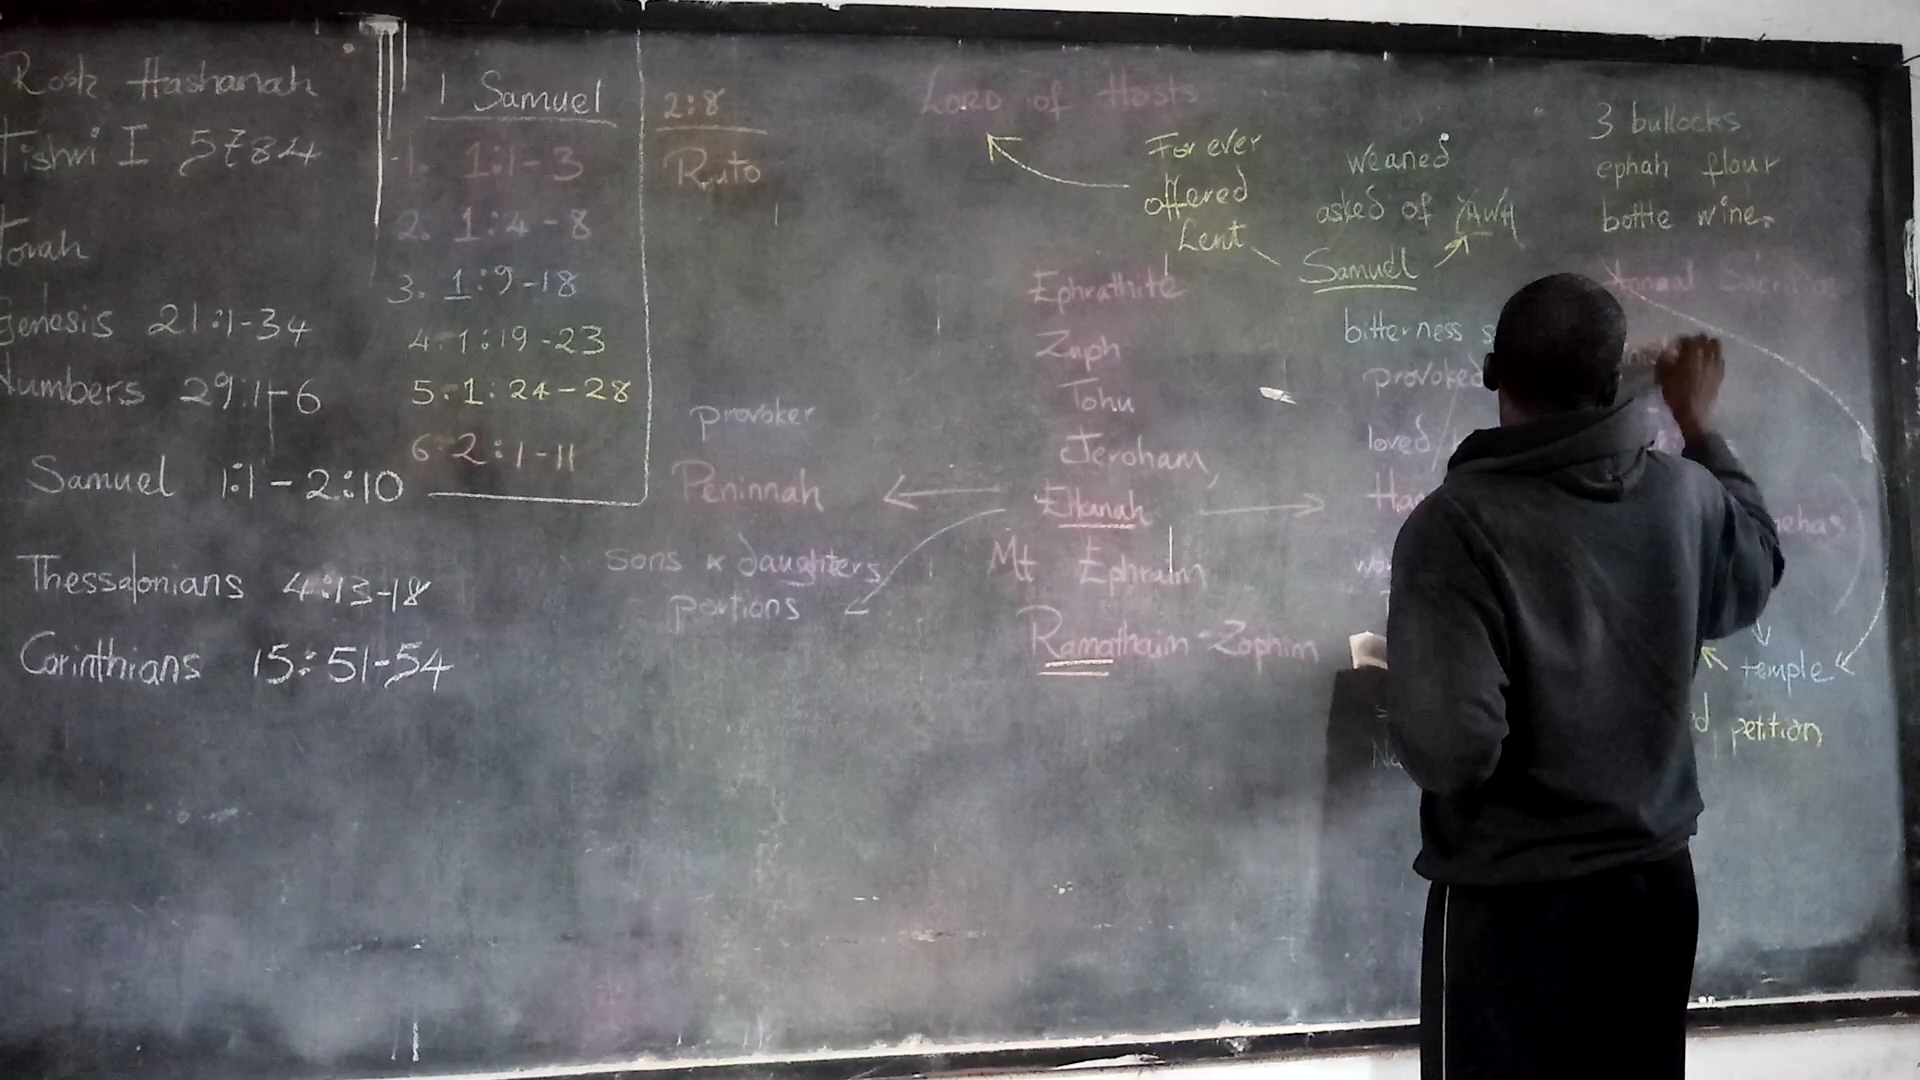 Rosh Hashanah
Tishri I 5784
Torah
Genesis 21:1-34
Numbers 29:1-6
Samuel 1:1 - 2:10
Thessalonians 4:13-18
Corinthians 15:51-54
1 Samuel
1. 1:1-3
2. 1:4-8
3. 1:9-18
4. 1:19-23
5. 1:24-28
6. 2:1-11
2:8
Ruto
provoker
Peninnah
sons & daughters
portions
LORD of Hosts
For ever
offered
Lent
Ephrathite
Zuph
Tohu
Jeroham
Elkanah
Mt Ephraim
Ramathaim-Zophim
weaned
asked of YAWH
Samuel
bitterness
provoked
loved
3 bullocks
ephah flour
bottle wine.
Annual Sacrifice
temple
petition